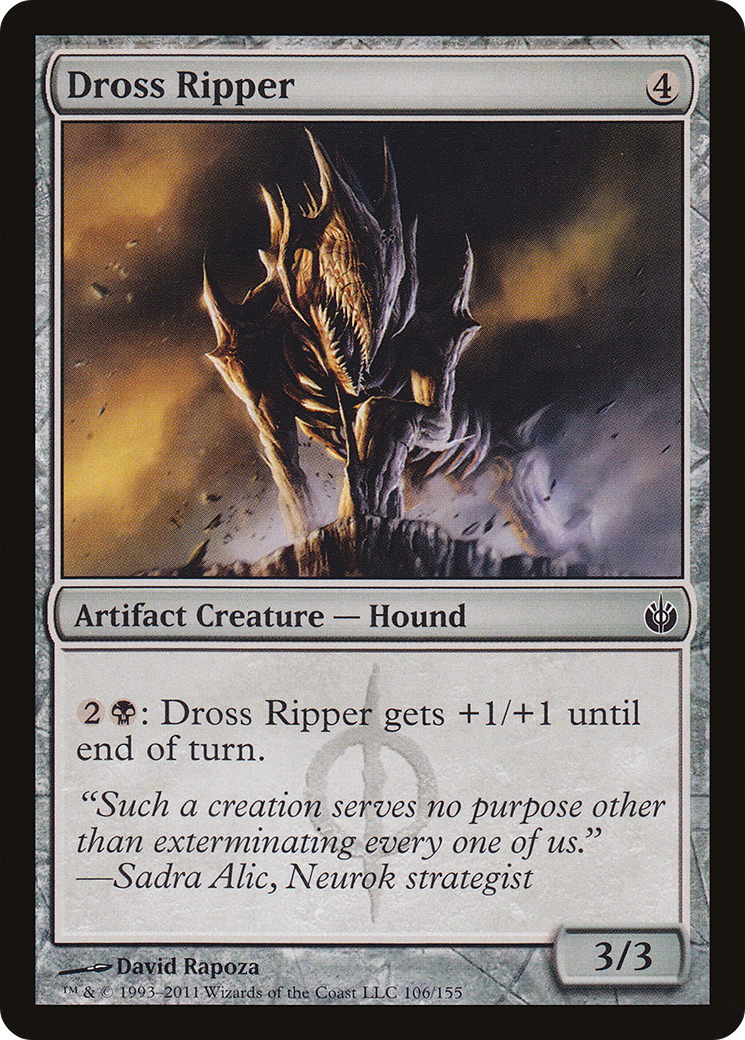 Dross Ripper 4
Artifact Creature — Hound
2: Dross Ripper gets +1/+1 until
end of turn.
“Such a creation serves no purpose other
than exterminating every one of us.”
—Sadra Alic, Neurok strategist
3/3
David Rapoza
™ & © 1993–2011 Wizards of the Coast LLC 106/155